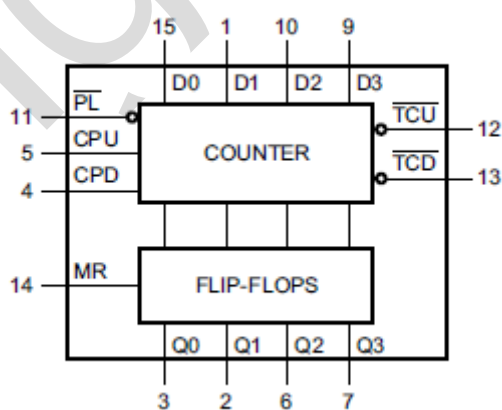 15 1 10 9
D0 D1 D2 D3
11 PL
5 CPU
4 CPD
COUNTER
TCU 12
TCD 13
14 MR
FLIP-FLOPS
Q0 Q1 Q2 Q3
3 2 6 7